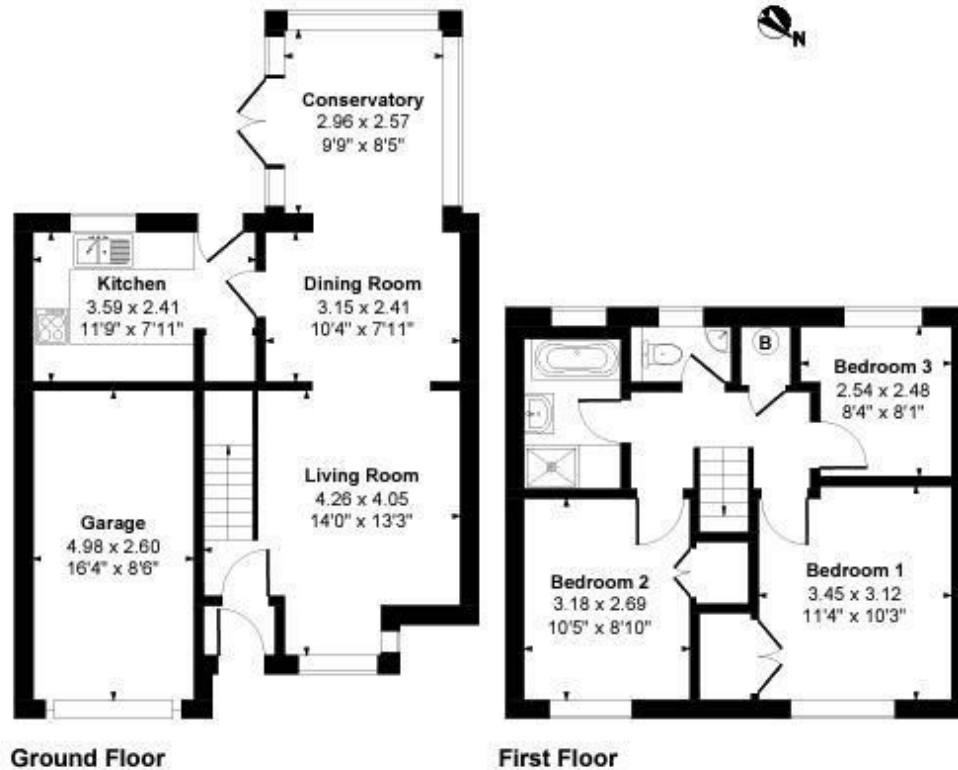 N
Conservatory
2.96 x 2.57
9'9" x 8'5"
Kitchen
3.59 x 2.41
11'9" x 7'11"
Dining Room
3.15 x 2.41
10'4" x 7'11"
Living Room
4.26 x 4.05
14'0" x 13'3"
Garage
4.98 x 2.60
16'4" x 8'6"
B
Bedroom 3
2.54 x 2.48
8'4" x 8'1"
Bedroom 2
3.18 x 2.69
10'5" x 8'10"
Bedroom 1
3.45 x 3.12
11'4" x 10'3"
Ground Floor
First Floor